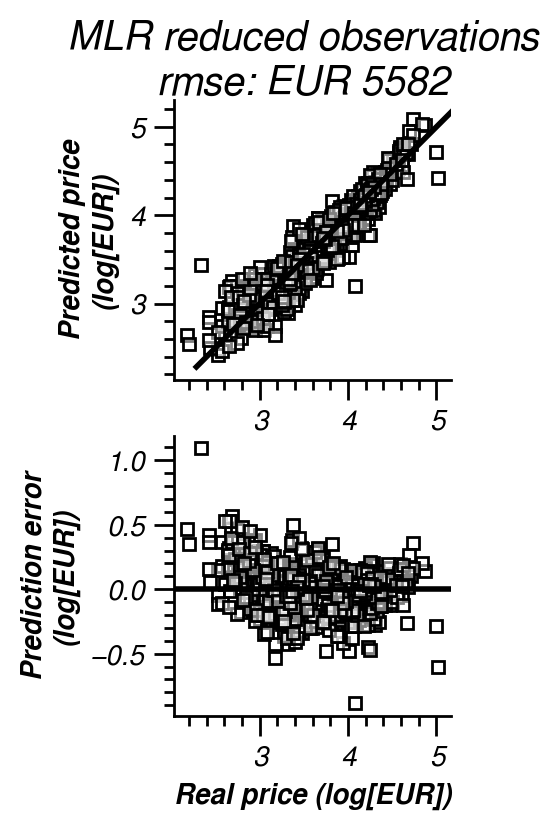 MLR reduced observations
rmse: EUR 5582
Predicted price
(log[EUR])
5
4
3
3 4 5
Prediction error
(log[EUR])
1.0
0.5
0.0
−0.5
3 4 5
Real price (log[EUR])